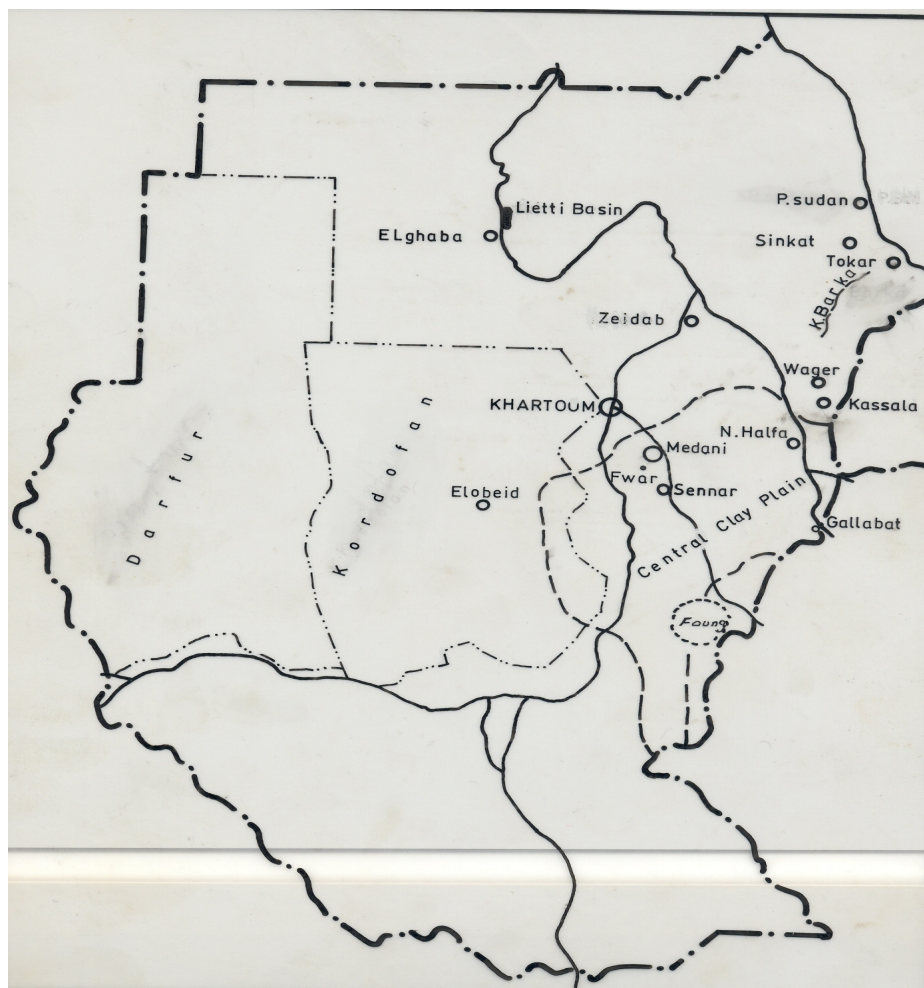 P.sudan
Lietti Basin
ELghaba
Sinkat
Tokar
K.Barka
Zeidab
Wager
KHARTOUM
Kassala
N.Halfa
Medani
Fwar
Elobeid
Sennar
Darfur
Kordofan
Central Clay Plain
Gallabat
Foung